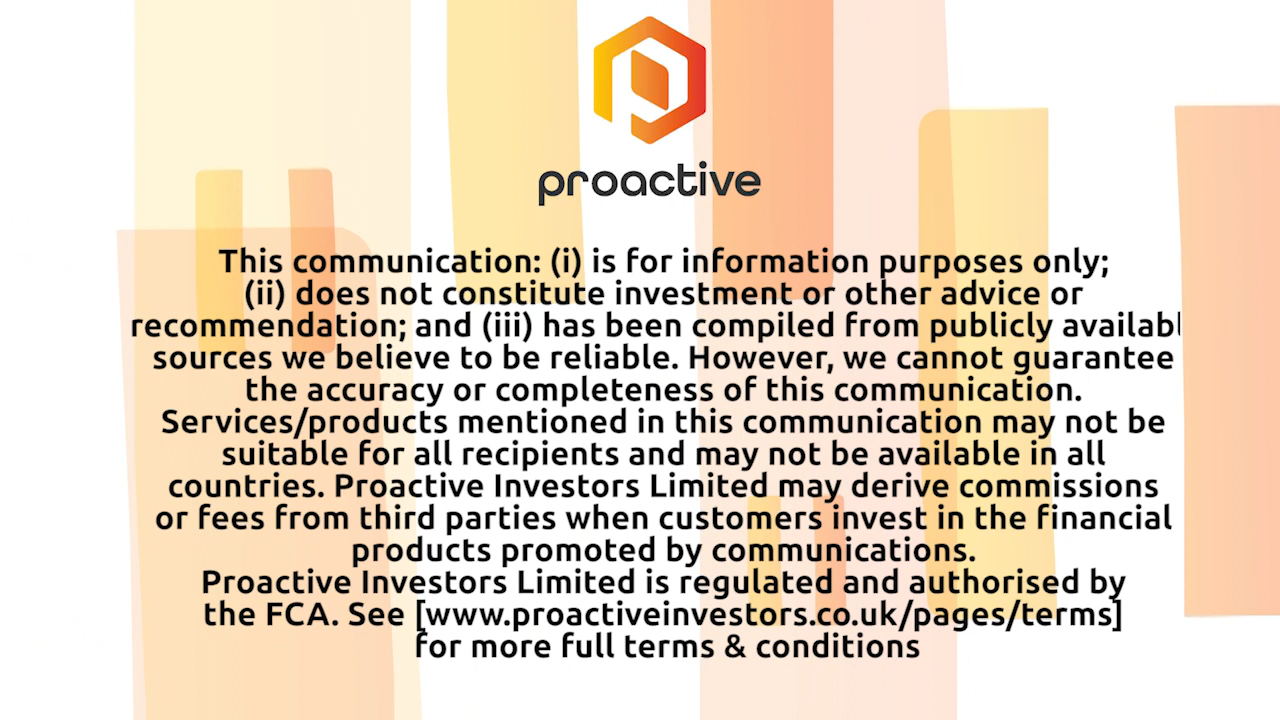 proactive
This communication: (i) is for information purposes only;
(ii) does not constitute investment or other advice or
recommendation; and (iii) has been compiled from publicly availabl
sources we believe to be reliable. However, we cannot guarantee
the accuracy or completeness of this communication.
Services/products mentioned in this communication may not be
suitable for all recipients and may not be available in all
countries. Proactive Investors Limited may derive commissions
or fees from third parties when customers invest in the financial
products promoted by communications.
Proactive Investors Limited is regulated and authorised by
the FCA. See [www.proactiveinvestors.co.uk/pages/terms]
for more full terms & conditions